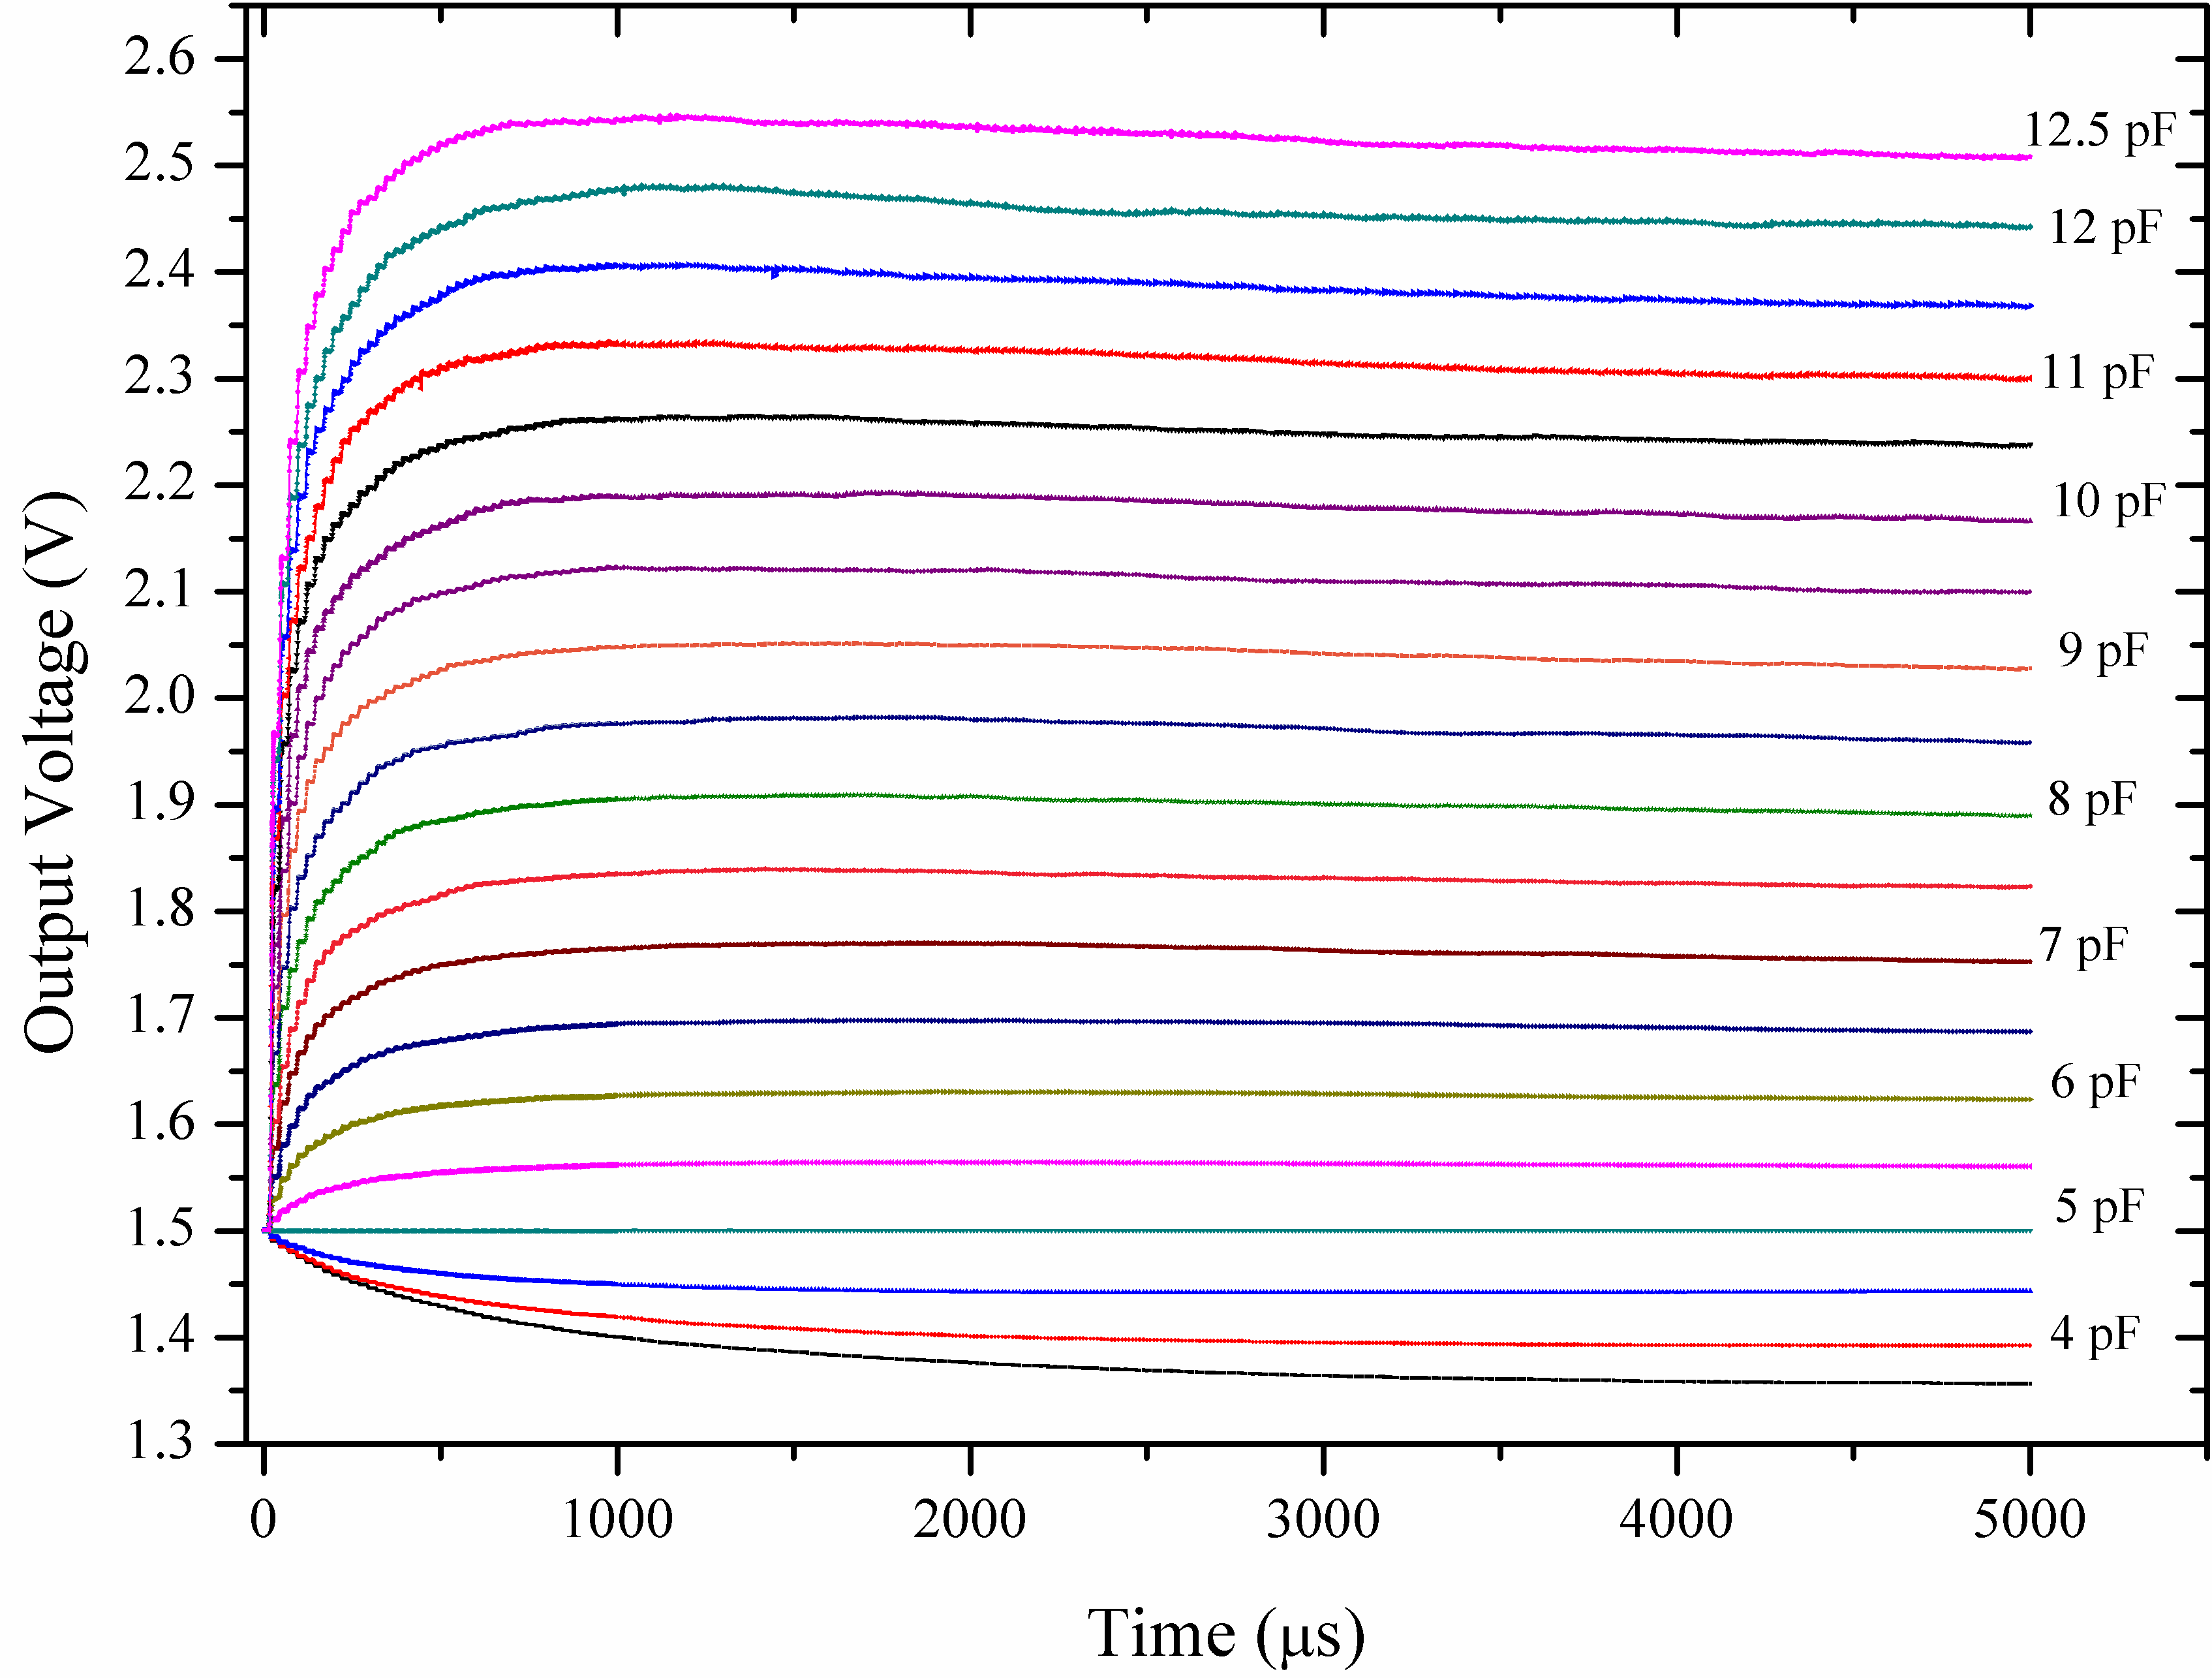 2.6
2.5
2.4
2.3
2.2
2.1
2.0
1.9
1.8
1.7
1.6
1.5
1.4
1.3
Output Voltage (V)
12.5 pF
12 pF
11 pF
10 pF
9 pF
8 pF
7 pF
6 pF
5 pF
4 pF
0 1000 2000 3000 4000 5000
Time (μs)